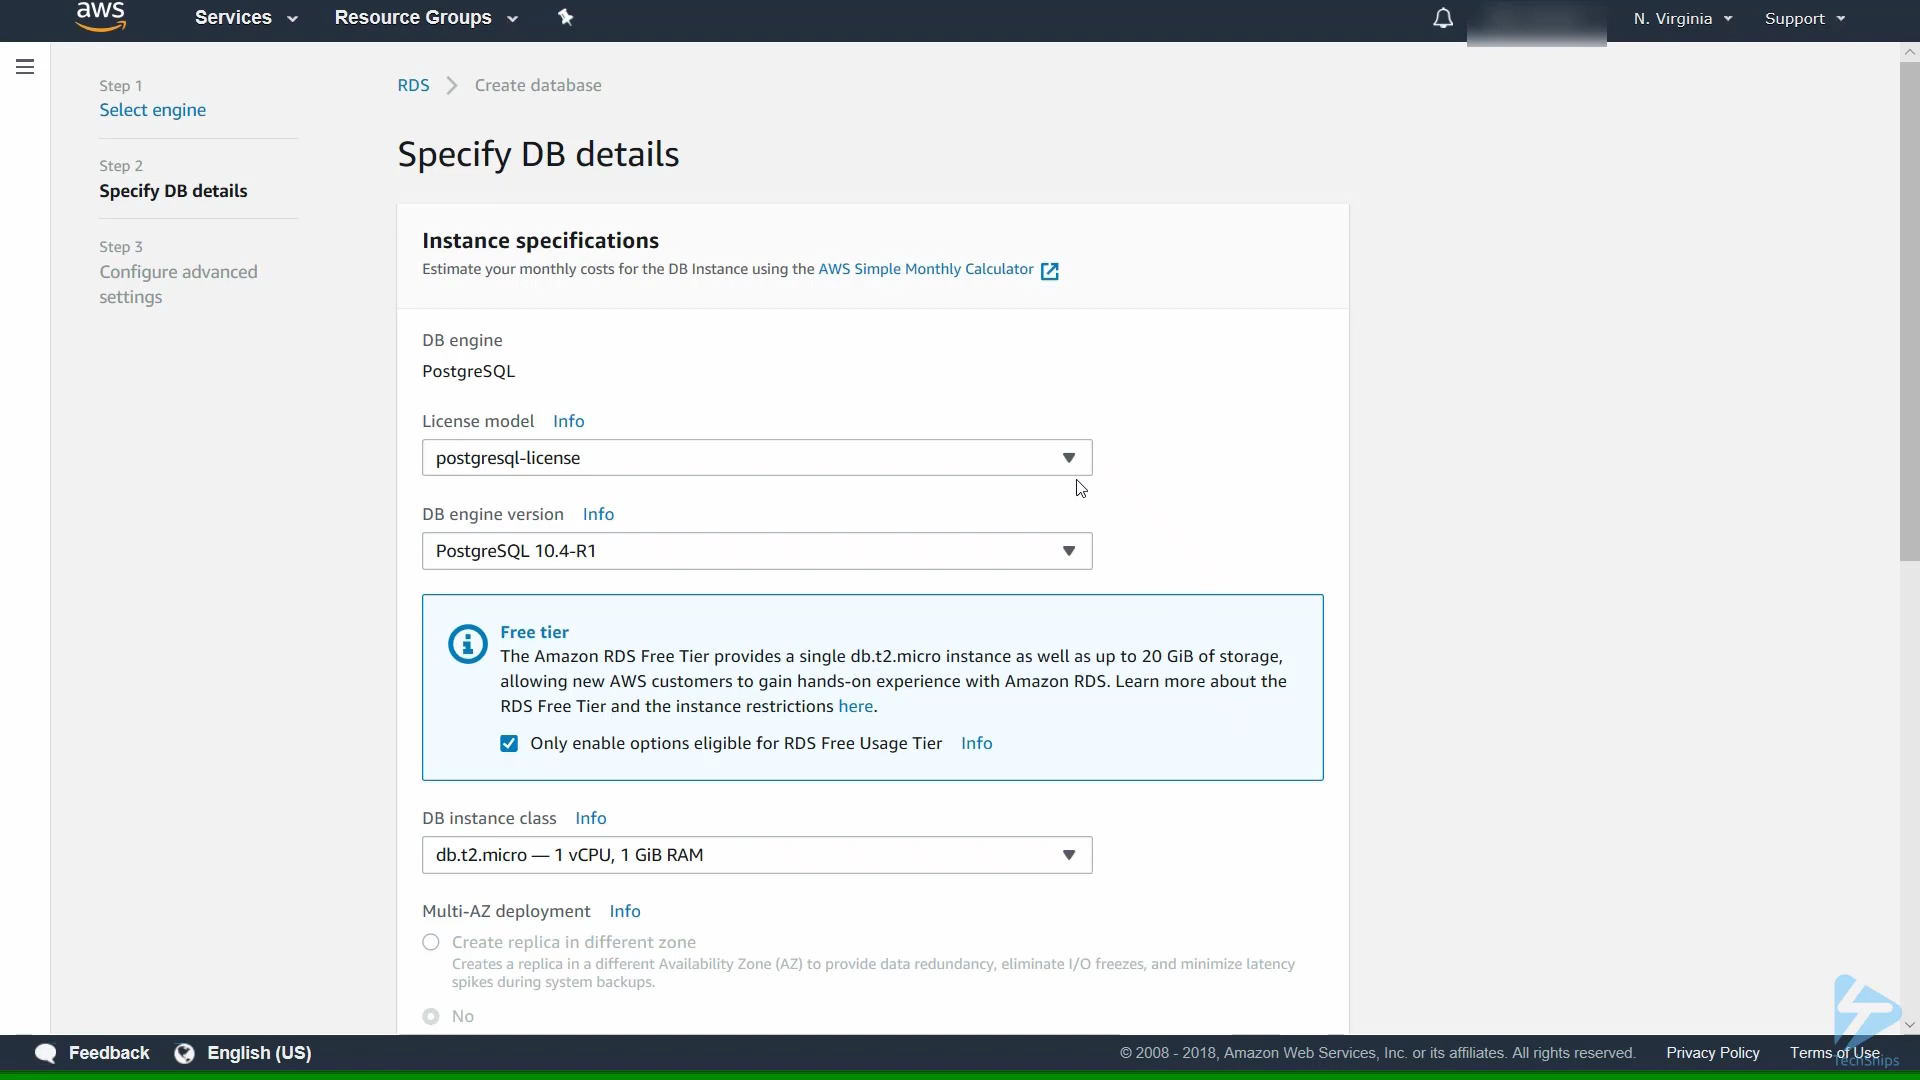 aws
Services
Resource Groups
N. Virginia
Support
Step 1
Select engine
Step 2
Specify DB details
Step 3
Configure advanced
settings
RDS
Create database
Specify DB details
Instance specifications
Estimate your monthly costs for the DB Instance using the AWS Simple Monthly Calculator
DB engine
PostgreSQL
License model Info
postgresql-license
DB engine version Info
PostgreSQL 10.4-R1
Free tier
The Amazon RDS Free Tier provides a single db.t2.micro instance as well as up to 20 GiB of storage,
allowing new AWS customers to gain hands-on experience with Amazon RDS. Learn more about the
RDS Free Tier and the instance restrictions here.
Only enable options eligible for RDS Free Usage Tier Info
DB instance class Info
db.t2.micro — 1 vCPU, 1 GiB RAM
Multi-AZ deployment Info
Create replica in different zone
Creates a replica in a different Availability Zone (AZ) to provide data redundancy, eliminate I/O freezes, and minimize latency
spikes during system backups.
No
Feedback
English (US)
© 2008 - 2018, Amazon Web Services, Inc. or its affiliates. All rights reserved.
Privacy Policy
Terms of Use
TechShips